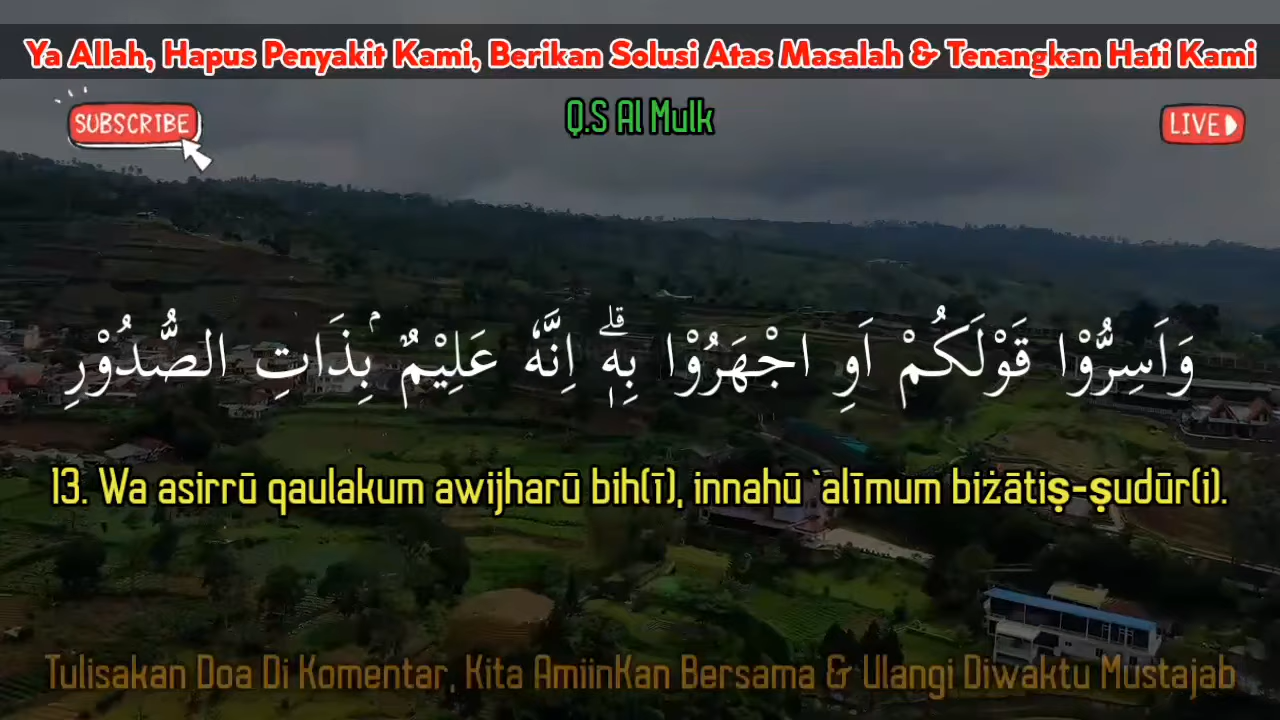 Ya Allah, Hapus Penyakit Kami, Berikan Solusi Atas Masalah & Tenangkan Hati Kami
SUBSCRIBE
Q.S Al Mulk
LIVE
وَاَسِرُّوْا قَوْلَكُمْ اَوِ اجْهَرُوْا بِهٖۗ اِنَّهٗ عَلِيْمٌ ۢبِذَاتِ الصُّدُوْرِ
13. Wa asirrū qaulakum awijharū bih(ī), innahū `alīmum biżātiṣ-ṣudūr(i).
Tulisakan Doa Di Komentar, Kita AmiinKan Bersama & Ulangi Diwaktu Mustajab